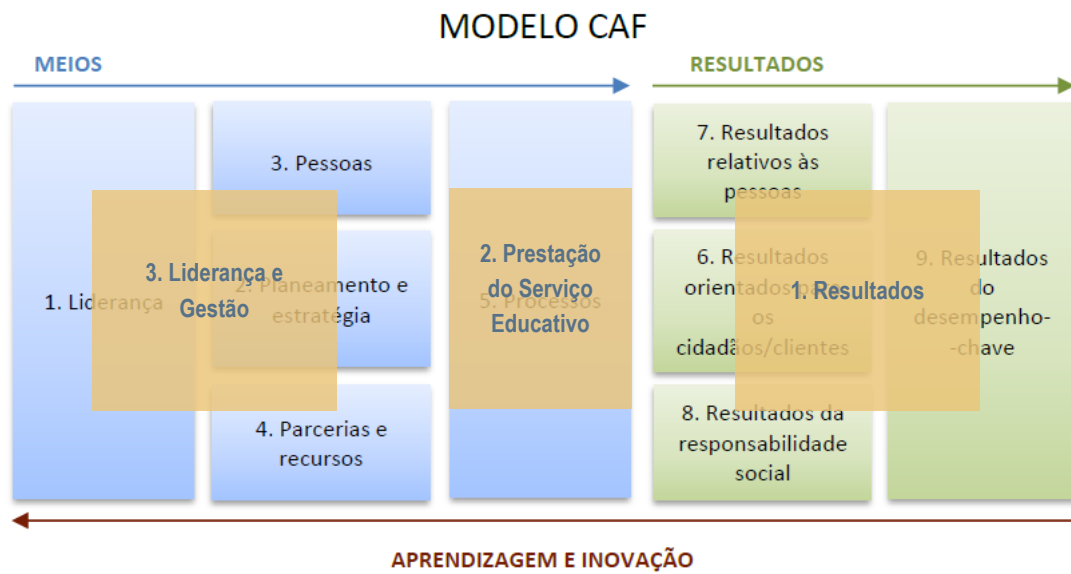 MODELO CAF
MEIOS
RESULTADOS
1. Liderança
3. Pessoas
2. Planeamento e
estratégia
4. Parcerias e
recursos
3. Liderança e
Gestão
5. Processos
2. Prestação
do Serviço
Educativo
7. Resultados
relativos às
pessoas
6. Resultados
orientados para
os
cidadãos/clientes
8. Resultados da
responsabilidade
social
1. Resultados
9. Resultados
do
desempenho-
-chave
APRENDIZAGEM E INOVAÇÃO